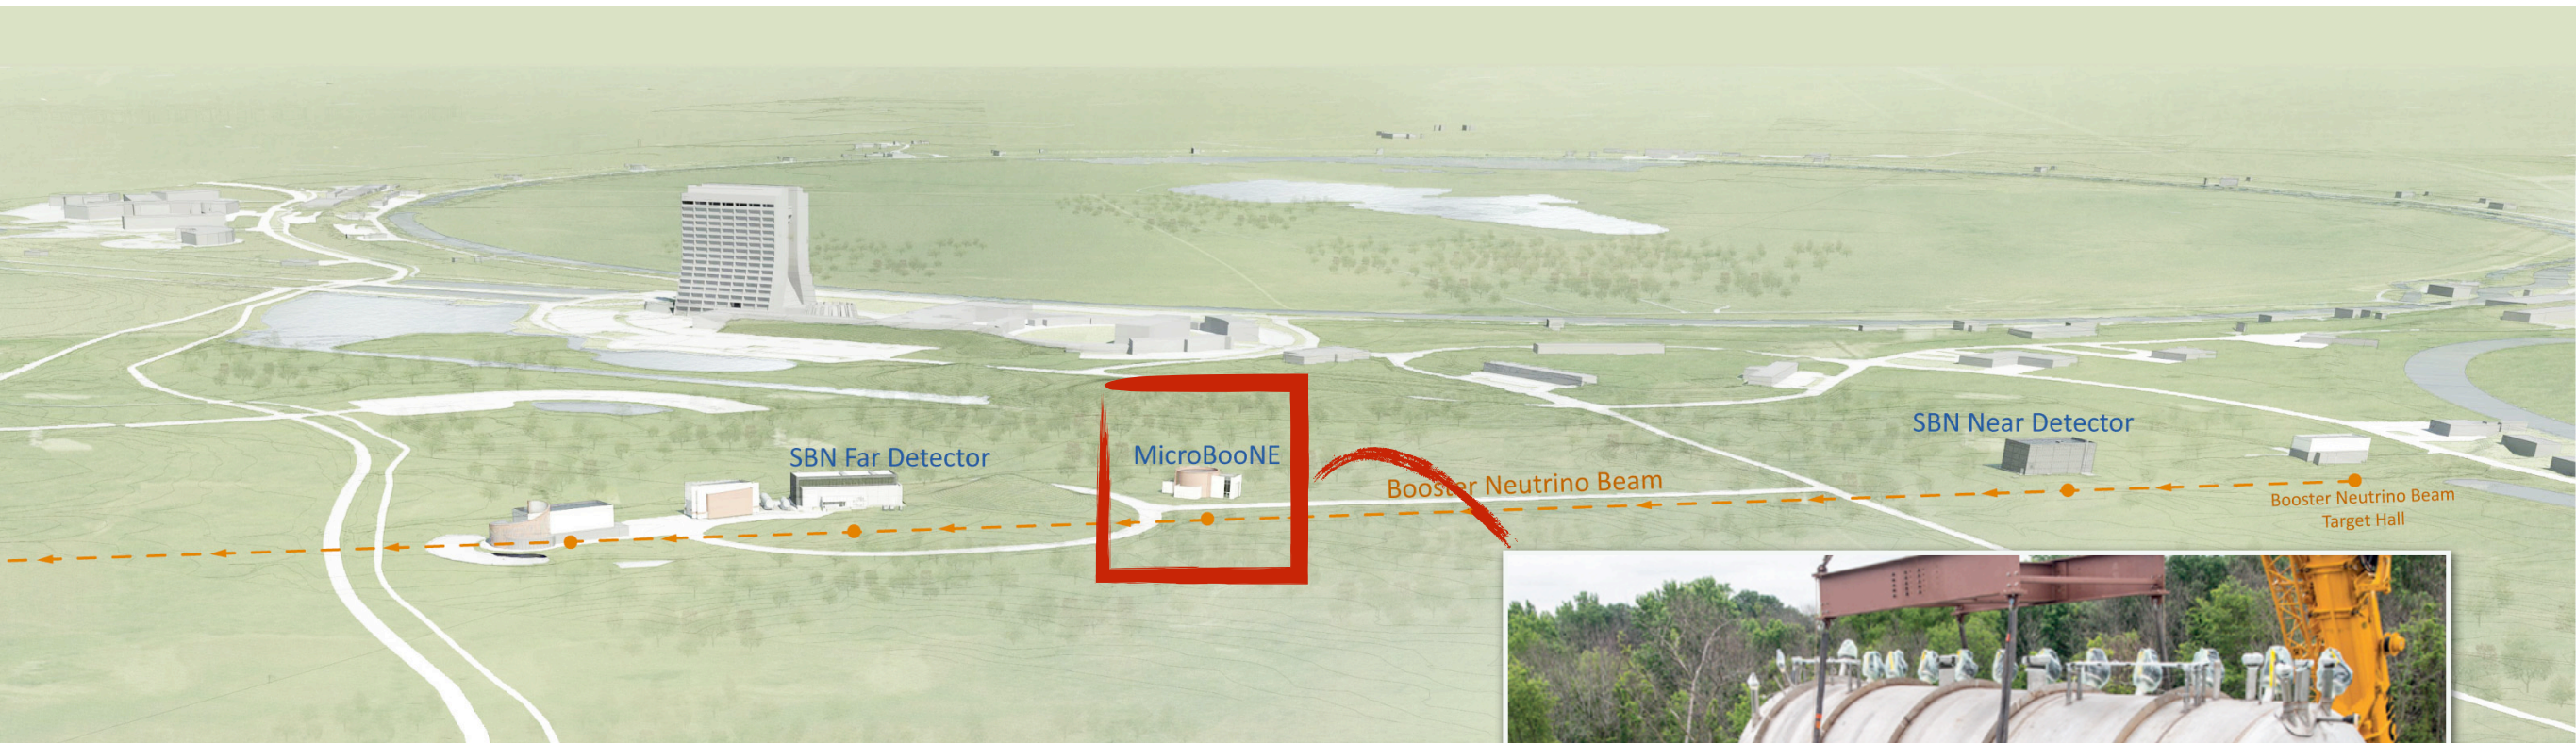 SBN Near Detector
MicroBooNE
SBN Far Detector
Booster Neutrino Beam
Booster Neutrino Beam
Target Hall